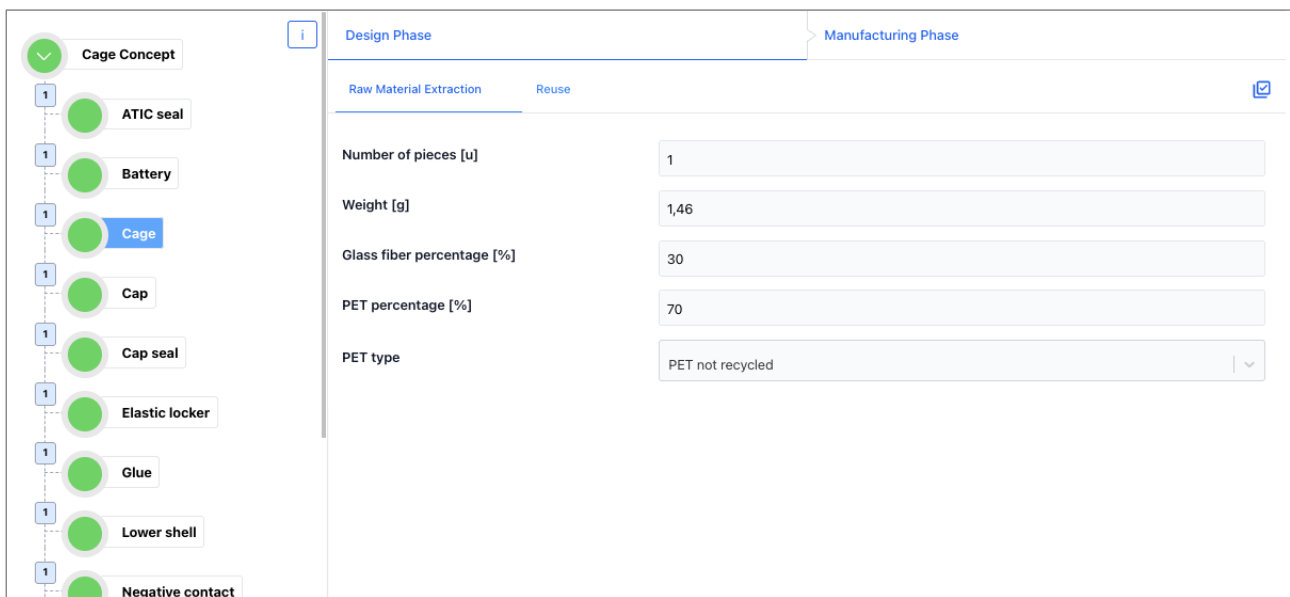 Cage Concept
i
1
ATIC seal
1
Battery
1
Cage
1
Cap
1
Cap seal
1
Elastic locker
1
Glue
1
Lower shell
1
Negative contact
Design Phase
Manufacturing Phase
Raw Material Extraction
Reuse
Number of pieces [u]
1
Weight [g]
1,46
Glass fiber percentage [%]
30
PET percentage [%]
70
PET type
PET not recycled